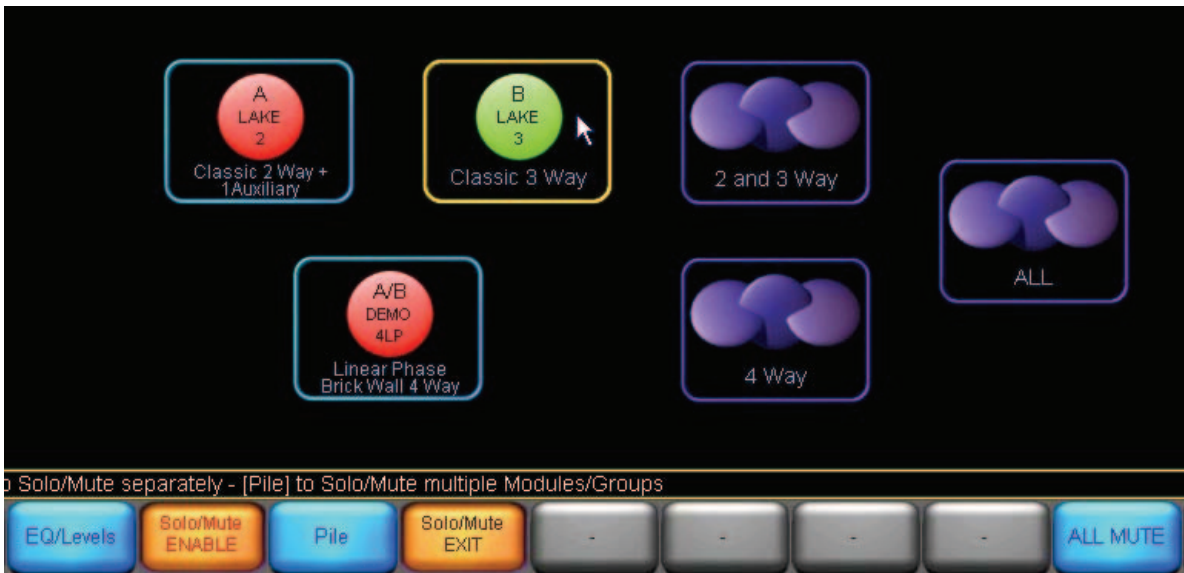 A
LAKE
2
Classic 2 Way +
1Auxiliary
B
LAKE
3
Classic 3 Way
2 and 3 Way
ALL
A/B
DEMO
4LP
Linear Phase
Brick Wall 4 Way
4 Way
o Solo/Mute separately - [Pile] to Solo/Mute multiple Modules/Groups
EQ/Levels
Solo/Mute
ENABLE
Pile
Solo/Mute
EXIT
-
-
-
-
ALL MUTE